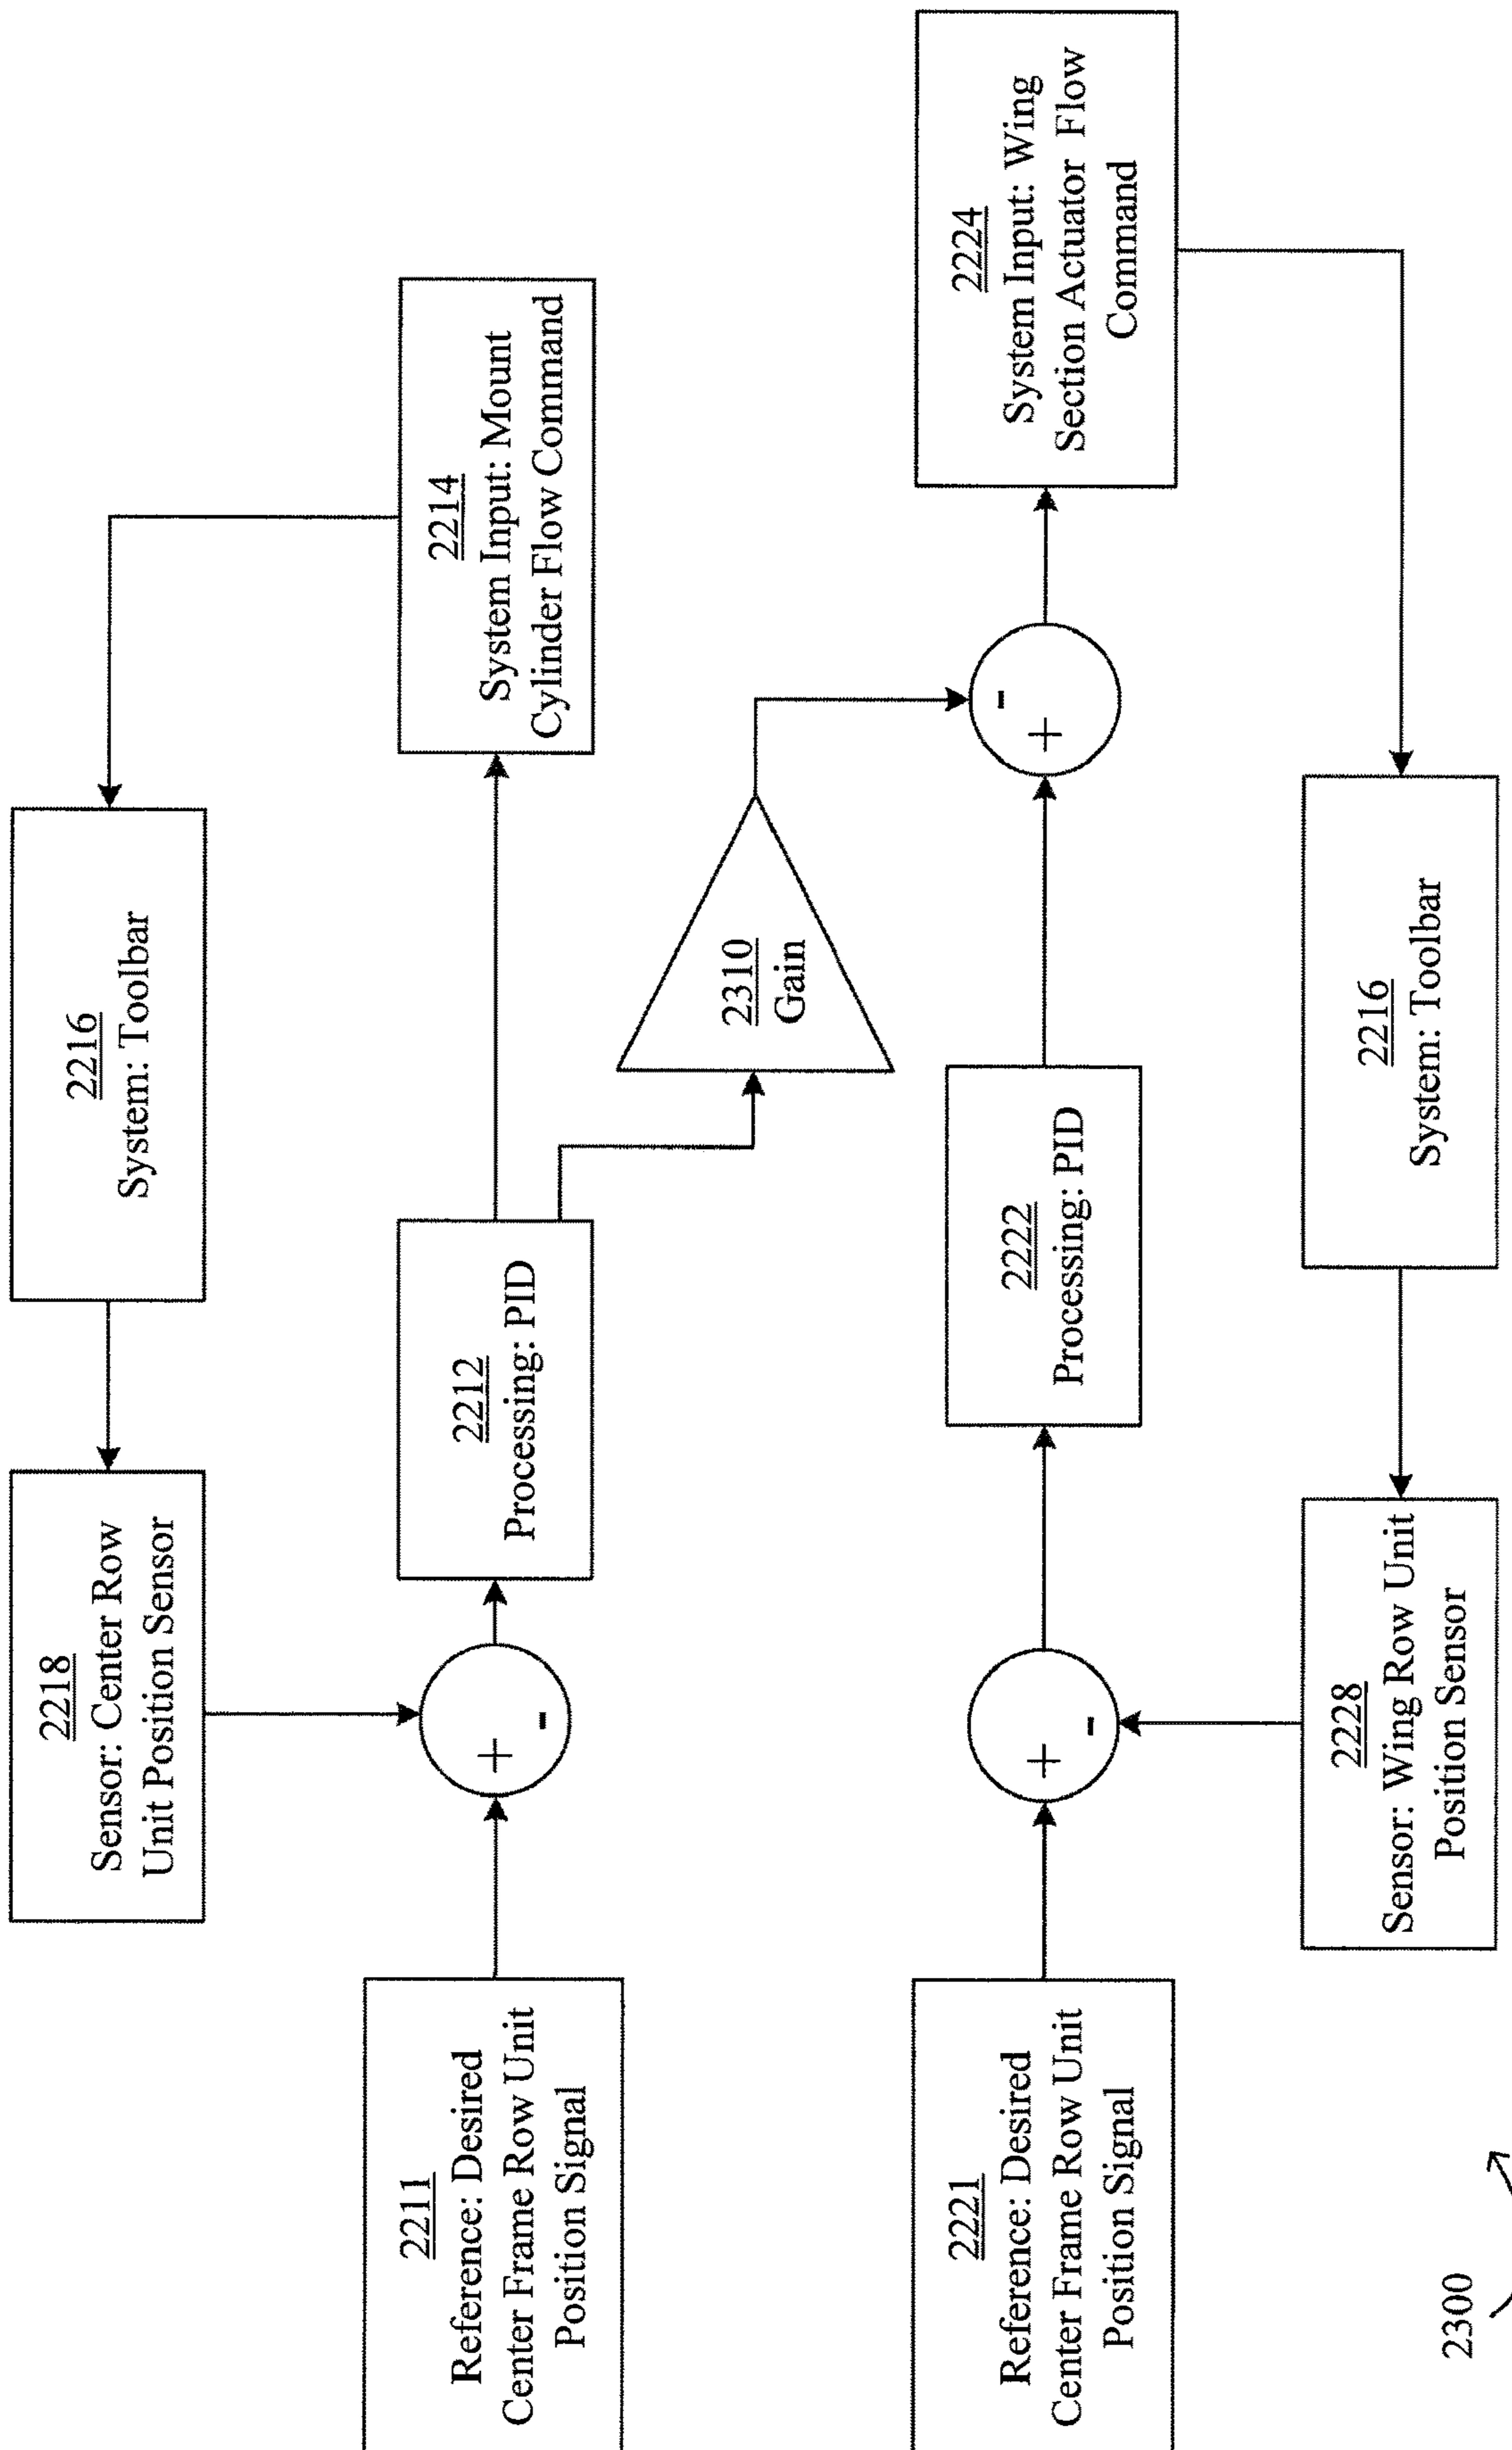 2218
Sensor: Center Row
Unit Position Sensor
2216
System: Toolbar
2211
Reference: Desired
Center Frame Row Unit
Position Signal
+
-
2212
Processing: PID
2214
System Input: Mount
Cylinder Flow Command
2310
Gain
2221
Reference: Desired
Center Frame Row Unit
Position Signal
+
-
2222
Processing: PID
+
-
2224
System Input: Wing
Section Actuator Flow
Command
2228
Sensor: Wing Row Unit
Position Sensor
2216
System: Toolbar
2300